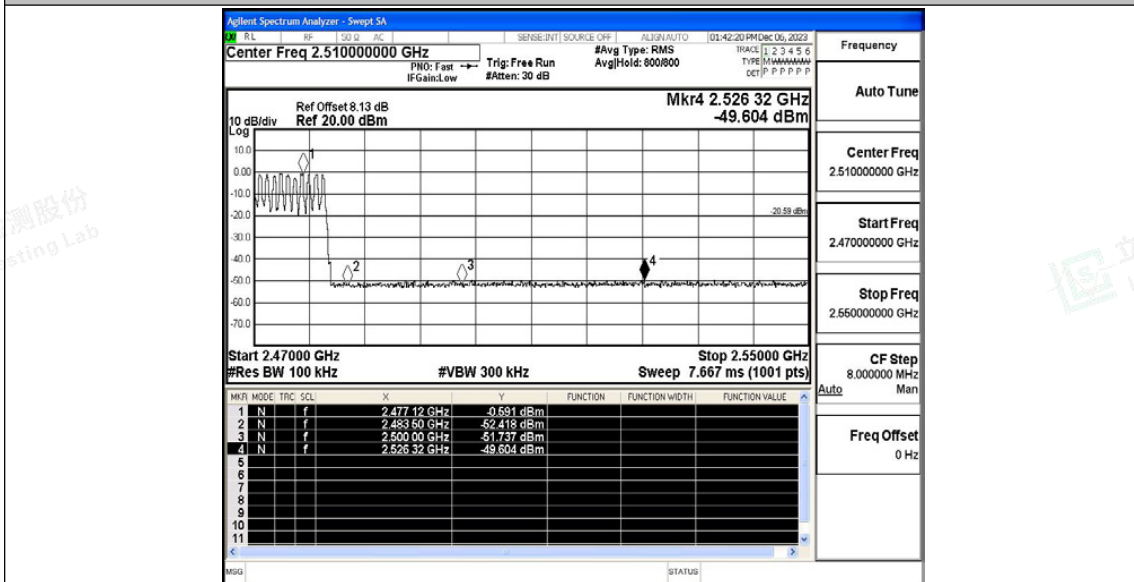 Agilent Spectrum Analyzer - Swept SA
RL RF 50 Ω AC SENSE:INT SOURCE OFF ALIGNAUTO 01:42:20 PM Dec 06, 2023
Center Freq 2.510000000 GHz
PNO: Fast
IFGain:Low
Trig: Free Run
#Atten: 30 dB
#Avg Type: RMS
Avg|Hold: 800/800
TRACE 1 2 3 4 5 6
TYPE M
DET P P P P P P
Ref Offset 8.13 dB
Ref 20.00 dBm
10 dB/div
Log
Mkr4 2.526 32 GHz
-49.604 dBm
10.0
0.00
-10.0
-20.0
-30.0
-40.0
-50.0
-60.0
-70.0
1
2
3
4
-20.59 dBm
Start 2.47000 GHz
Stop 2.55000 GHz
#Res BW 100 kHz
#VBW 300 kHz
Sweep 7.667 ms (1001 pts)
MKR MODE TRC SCL X Y FUNCTION FUNCTION WIDTH FUNCTION VALUE
1 N f 2.477 12 GHz -0.591 dBm
2 N f 2.483 50 GHz -52.418 dBm
3 N f 2.500 00 GHz -51.737 dBm
4 N f 2.526 32 GHz -49.604 dBm
5
6
7
8
9
10
11
MSG
STATUS
Frequency
Auto Tune
Center Freq
2.510000000 GHz
Start Freq
2.470000000 GHz
Stop Freq
2.550000000 GHz
CF Step
8.000000 MHz
Auto Man
Freq Offset
0 Hz
测股份
sting Lab
立